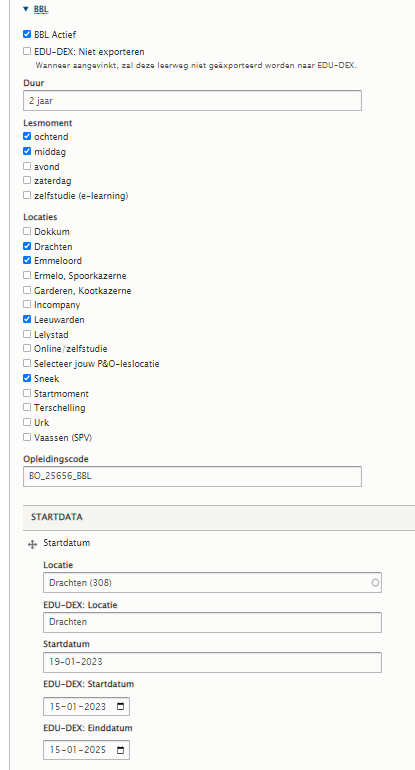 BBL
BBL Actief
EDU-DEX: Niet exporteren
Wanneer aangevinkt, zal deze leerweg niet geëxporteerd worden naar EDU-DEX.
Duur
2 jaar
Lesmoment
ochtend
middag
avond
zaterdag
zelfstudie (e-learning)
Locaties
Dokkum
Drachten
Emmeloord
Ermelo, Spoorkazerne
Garderen, Kootkazerne
Incompany
Leeuwarden
Lelystad
Online/zelfstudie
Selecteer jouw P&O-leslocatie
Sneek
Startmoment
Terschelling
Urk
Vaassen (SPV)
Opleidingscode
BO_25656_BBL
STARTDATA
Startdatum
Locatie
Drachten (308)
EDU-DEX: Locatie
Drachten
Startdatum
19-01-2023
EDU-DEX: Startdatum
15-01-2023
EDU-DEX: Einddatum
15-01-2025